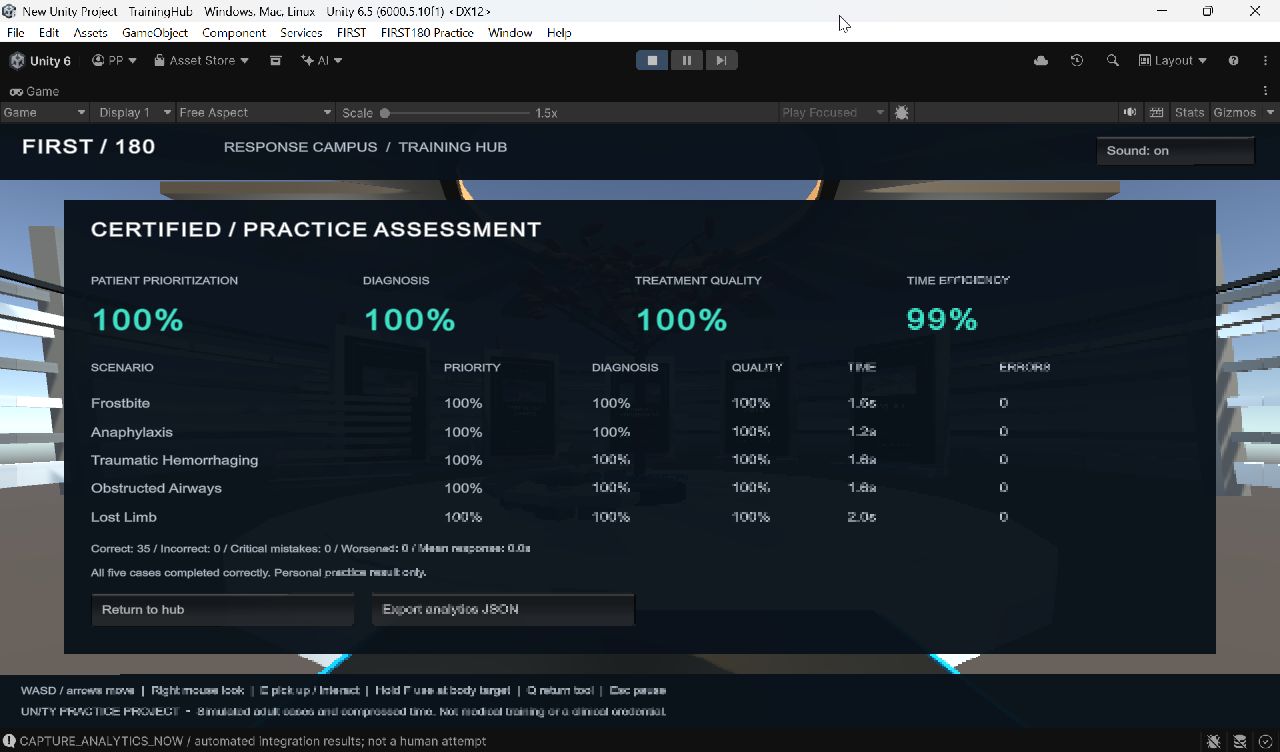 New Unity Project - TrainingHub - Windows, Mac, Linux - Unity 6.5 (6000.5.10f1) <DX12>
File Edit Assets GameObject Component Services FIRST FIRST180 Practice Window Help
Unity 6 PP Asset Store AI Layout
Game
Game Display 1 Free Aspect Scale 1.5x Play Focused Stats Gizmos
FIRST / 180 RESPONSE CAMPUS / TRAINING HUB Sound: on
CERTIFIED / PRACTICE ASSESSMENT
PATIENT PRIORITIZATION DIAGNOSIS TREATMENT QUALITY TIME EFFICIENCY
100% 100% 100% 99%
SCENARIO PRIORITY DIAGNOSIS QUALITY TIME ERRORS
Frostbite 100% 100% 100% 1.6s 0
Anaphylaxis 100% 100% 100% 1.2s 0
Traumatic Hemorrhaging 100% 100% 100% 1.8s 0
Obstructed Airways 100% 100% 100% 1.8s 0
Lost Limb 100% 100% 100% 2.0s 0
Correct: 35 / Incorrect: 0 / Critical mistakes: 0 / Worsened: 0 / Mean response: 0.0s
All five cases completed correctly. Personal practice result only.
Return to hub Export analytics JSON
WASD / arrows move | Right mouse look | E pick up / interact | Hold F use at body target | Q return tool | Esc pause
UNITY PRACTICE PROJECT - Simulated adult cases and compressed time. Not medical training or a clinical credential.
CAPTURE_ANALYTICS_NOW / automated integration results; not a human attempt